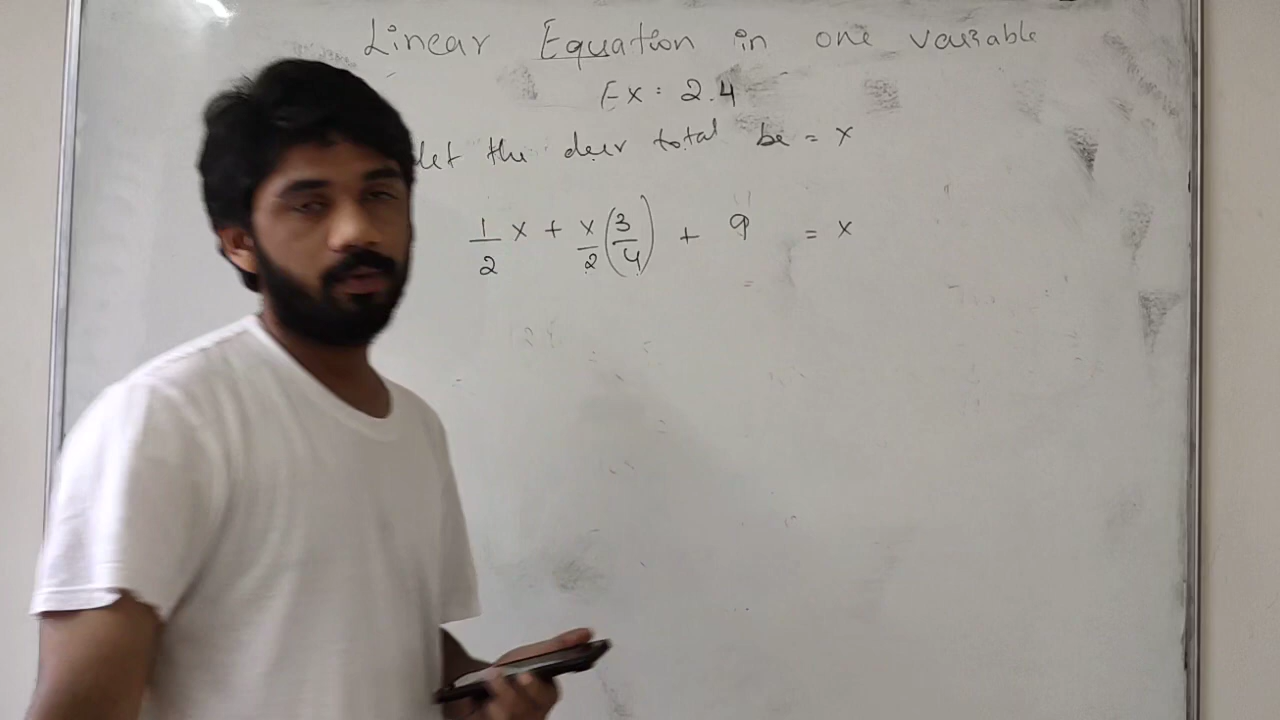 Linear Equation in one variable
Ex: 2.4
let the deer total be = x
1/2 x + x/2 (3/4) + 9 = x